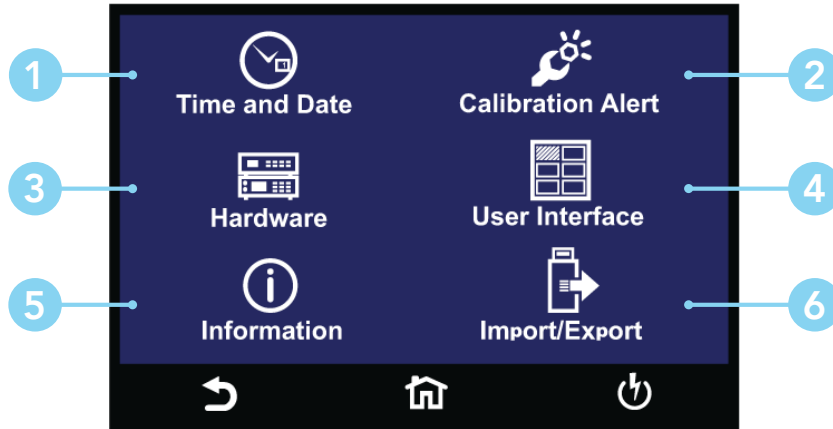 1
Time and Date
2
Calibration Alert
3
Hardware
4
User Interface
5
Information
6
Import/Export